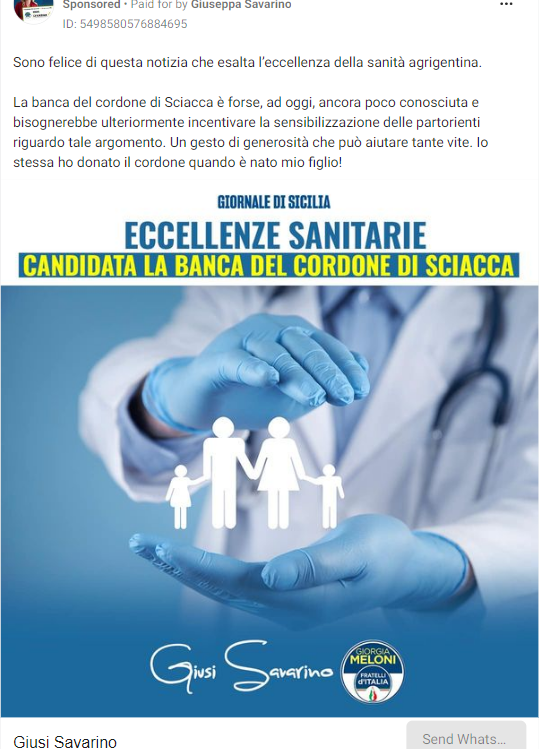 Sponsored • Paid for by Giuseppa Savarino
ID: 5498580576884695
Sono felice di questa notizia che esalta l'eccellenza della sanità agrigentina.
La banca del cordone di Sciacca è forse, ad oggi, ancora poco conosciuta e
bisognerebbe ulteriormente incentivare la sensibilizzazione delle partorienti
riguardo tale argomento. Un gesto di generosità che può aiutare tante vite. Io
stessa ho donato il cordone quando è nato mio figlio!
GIORNALE DI SICILIA
ECCELLENZE SANITARIE
CANDIDATA LA BANCA DEL CORDONE DI SCIACCA
Giusi Savarino
GIORGIA
MELONI
FRATELLI
d'ITALIA
Giusi Savarino
Send Whats...